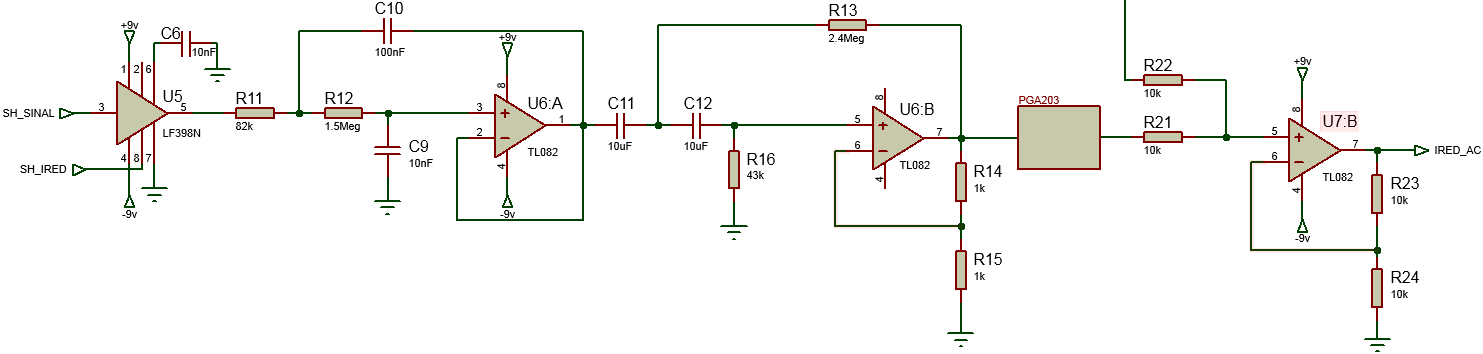 SH_SINAL
SH_IRED
+9v
C6
10nF
1
2
6
3
5
U5
LF398N
4
8
7
-9v
R11
82k
C10
100nF
R12
1.5Meg
C9
10nF
+9v
8
3
2
1
U6:A
TL082
4
-9v
C11
10uF
C12
10uF
R13
2.4Meg
R16
43k
8
5
6
7
U6:B
TL082
4
R14
1k
R15
1k
PGA203
R22
10k
R21
10k
+9v
8
U7:B
5
6
7
TL082
4
-9v
IRED_AC
R23
10k
R24
10k